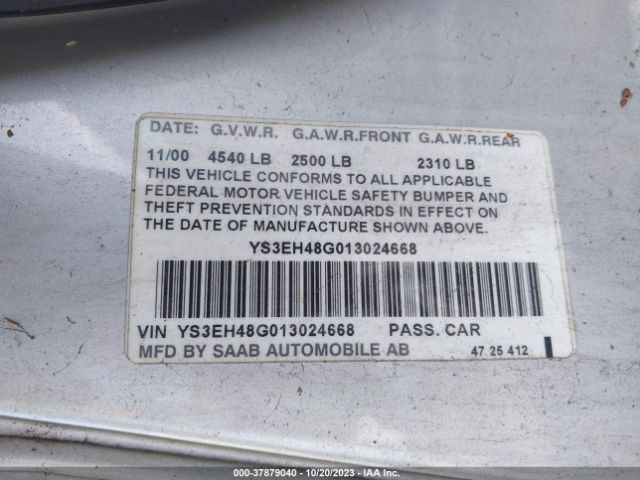 DATE: G.V.W.R. G.A.W.R.FRONT G.A.W.R.REAR
11/00 4540 LB 2500 LB 2310 LB
THIS VEHICLE CONFORMS TO ALL APPLICABLE
FEDERAL MOTOR VEHICLE SAFETY BUMPER AND
THEFT PREVENTION STANDARDS IN EFFECT ON
THE DATE OF MANUFACTURE SHOWN ABOVE.
YS3EH48G013024668
VIN YS3EH48G013024668 PASS. CAR
MFD BY SAAB AUTOMOBILE AB 47 25 412
000-37879040 - 10/20/2023 - IAA Inc.